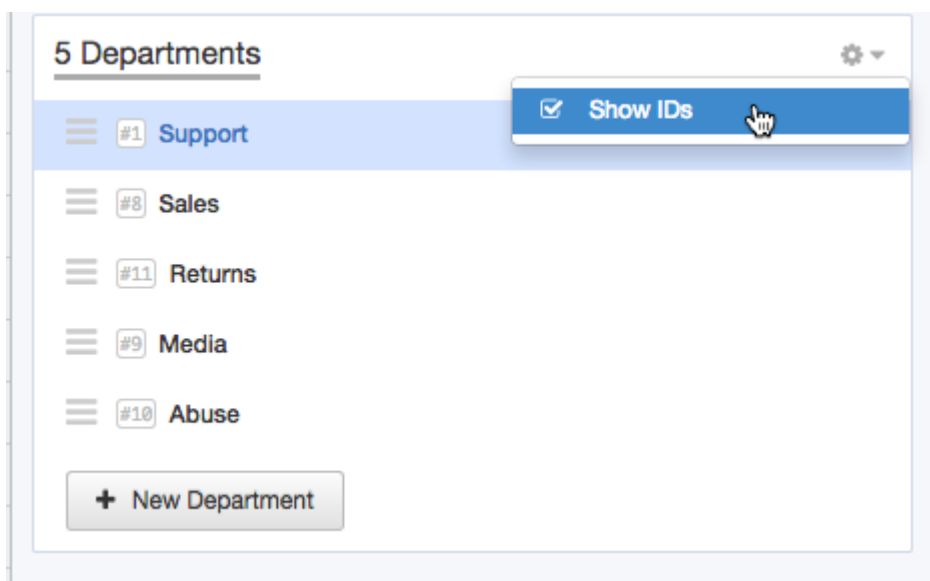 5 Departments
Show IDs
#1 Support
#8 Sales
#11 Returns
#9 Media
#10 Abuse
+ New Department